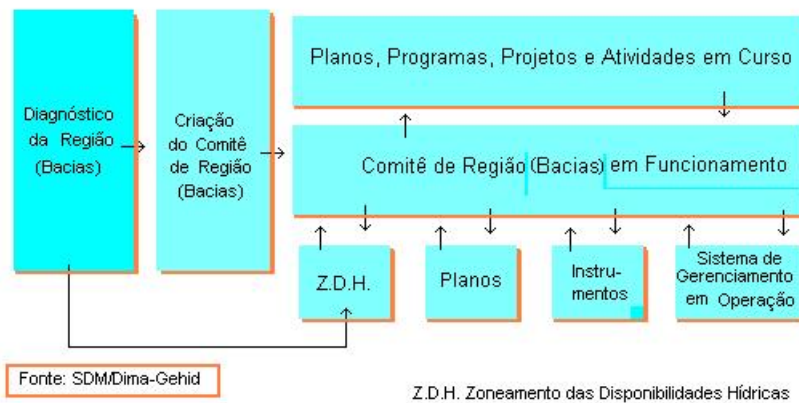 Diagnóstico
da Região
(Bacias)
Criação
do Comitê
de Região
(Bacias)
Planos, Programas, Projetos e Atividades em Curso
Comitê de Região (Bacias) em Funcionamento
Z.D.H.
Planos
Instru-
mentos
Sistema de
Gerenciamento
em Operação
Fonte: SDM/Dima-Gehid
Z.D.H. Zoneamento das Disponibilidades Hídricas